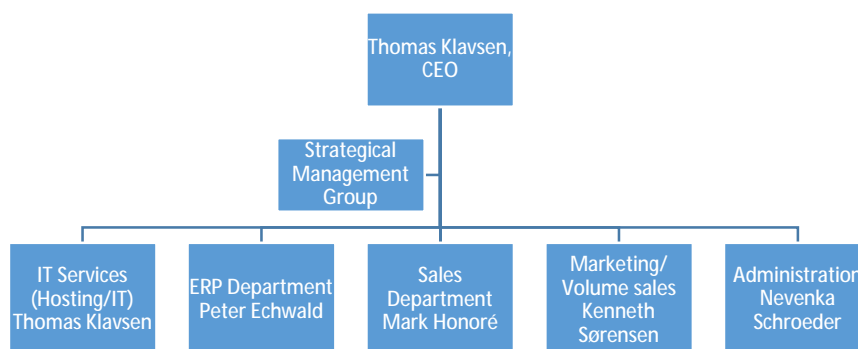 Thomas Klavsen,
CEO
Strategical
Management
Group
IT Services
(Hosting/IT)
Thomas Klavsen
ERP Department
Peter Echwald
Sales
Department
Mark Honoré
Marketing/
Volume sales
Kenneth
Sørensen
Administration
Nevenka
Schroeder